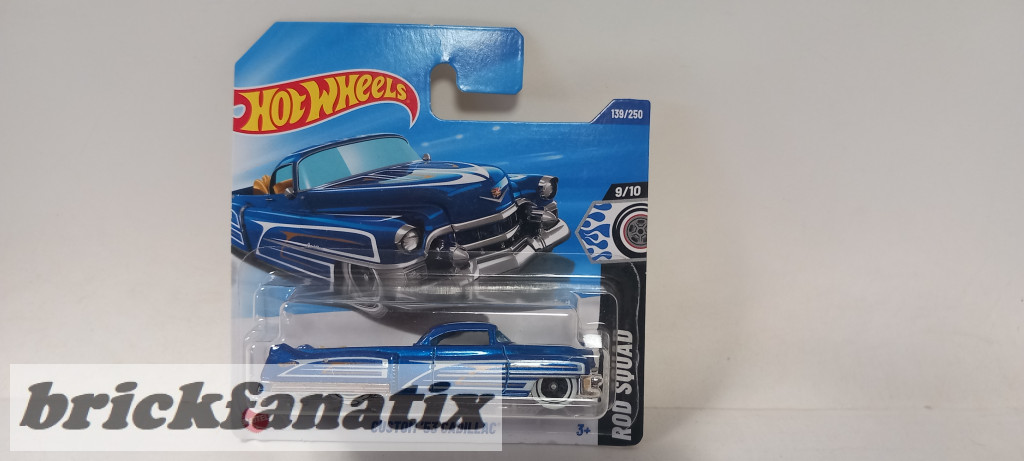 HOT WHEELS
139/250
9/10
ROD SQUAD
brickfanatix
CUSTOM '53 CADILLAC
3+